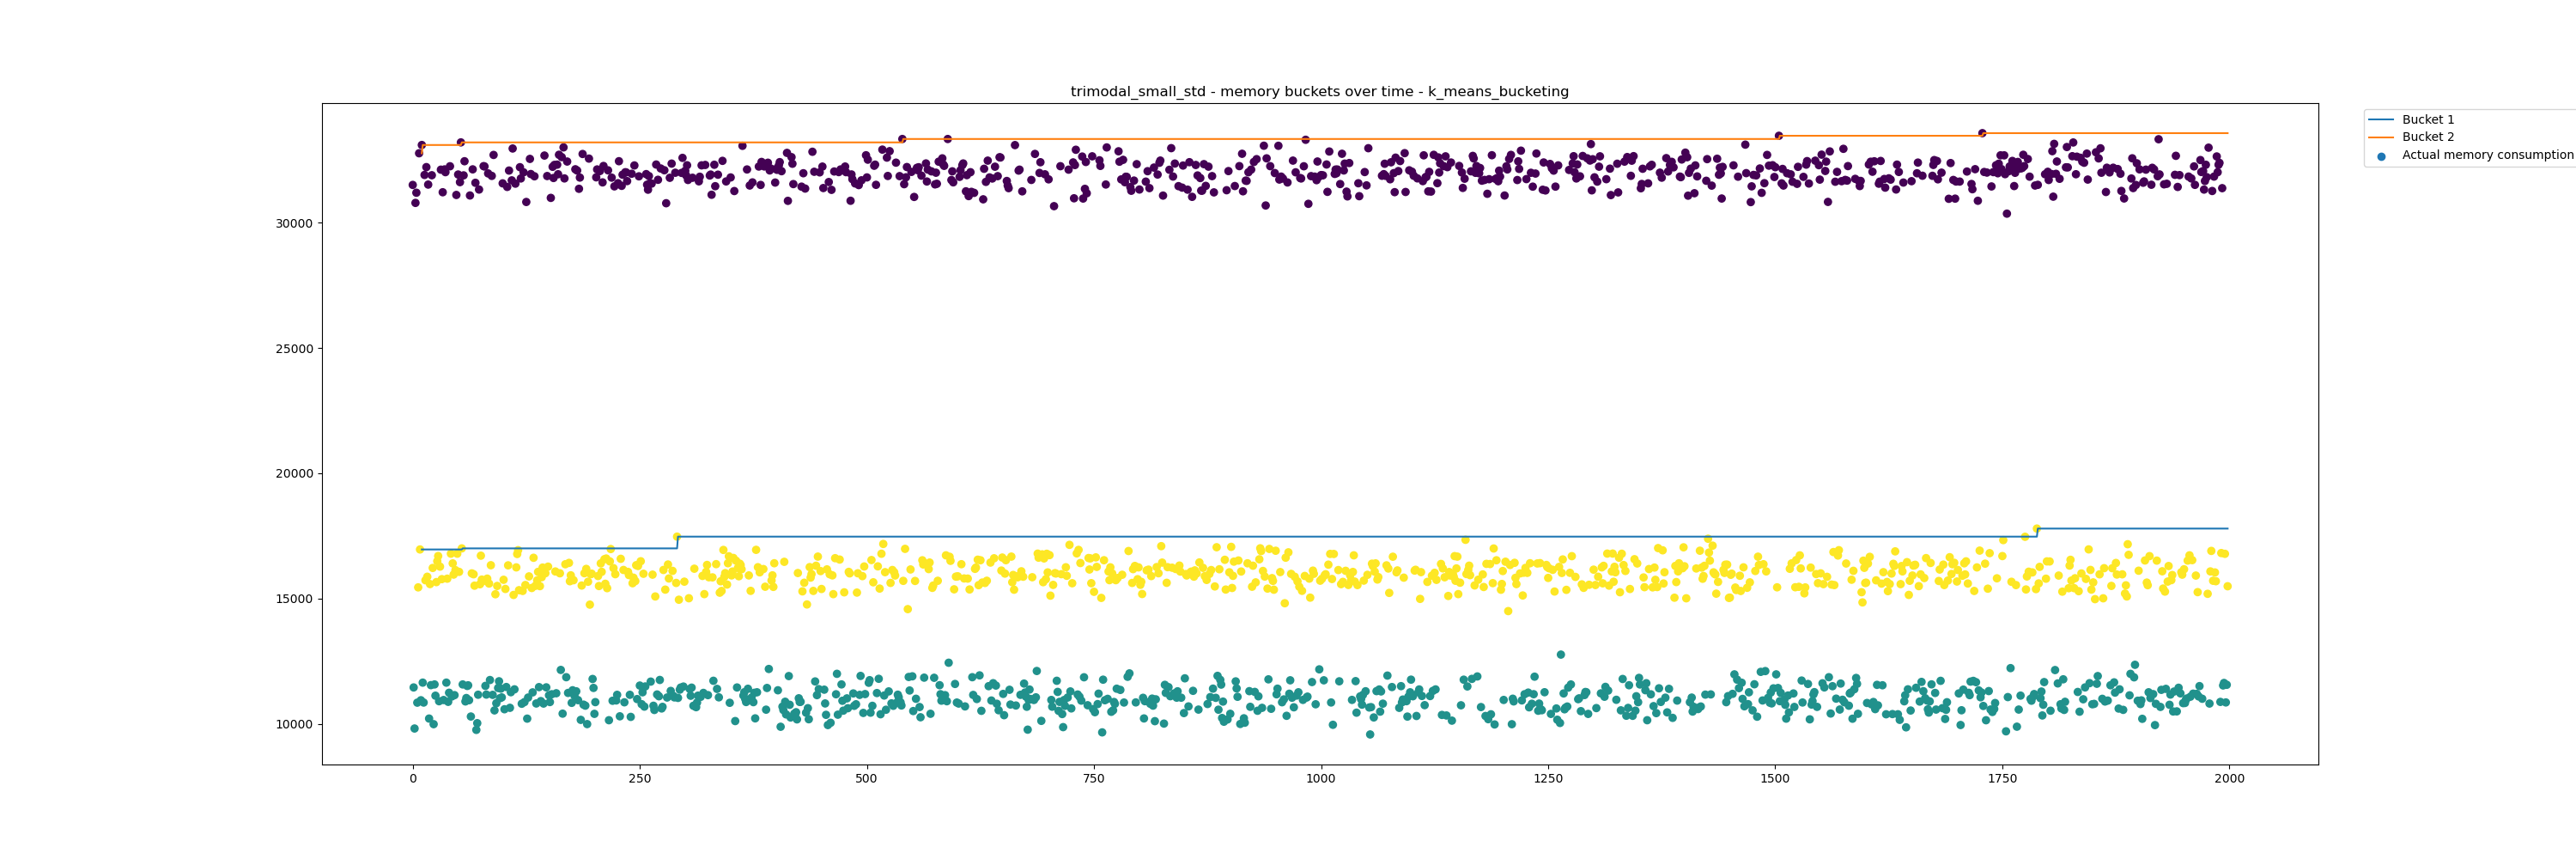 trimodal_small_std - memory buckets over time - k_means_bucketing
Bucket 1
Bucket 2
Actual memory consumption
30000
25000
20000
15000
10000
0 250 500 750 1000 1250 1500 1750 2000